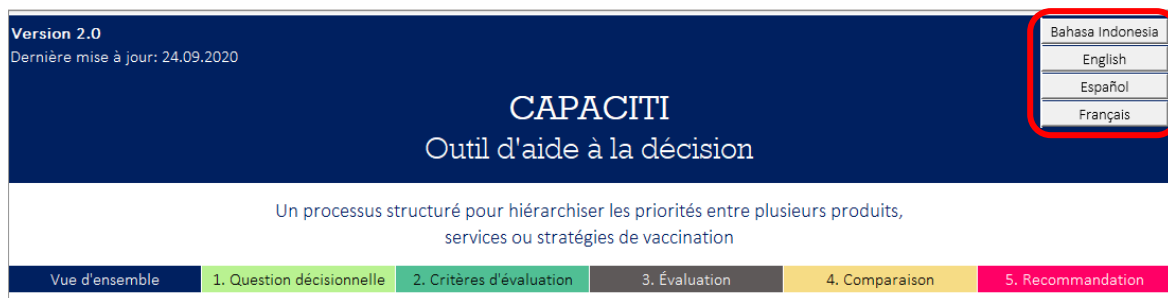 Version 2.0
Dernière mise à jour: 24.09.2020
Bahasa Indonesia
English
Español
Français
CAPACITI
Outil d'aide à la décision
Un processus structuré pour hiérarchiser les priorités entre plusieurs produits,
services ou stratégies de vaccination
Vue d'ensemble 1. Question décisionnelle 2. Critères d'évaluation 3. Évaluation 4. Comparaison 5. Recommandation